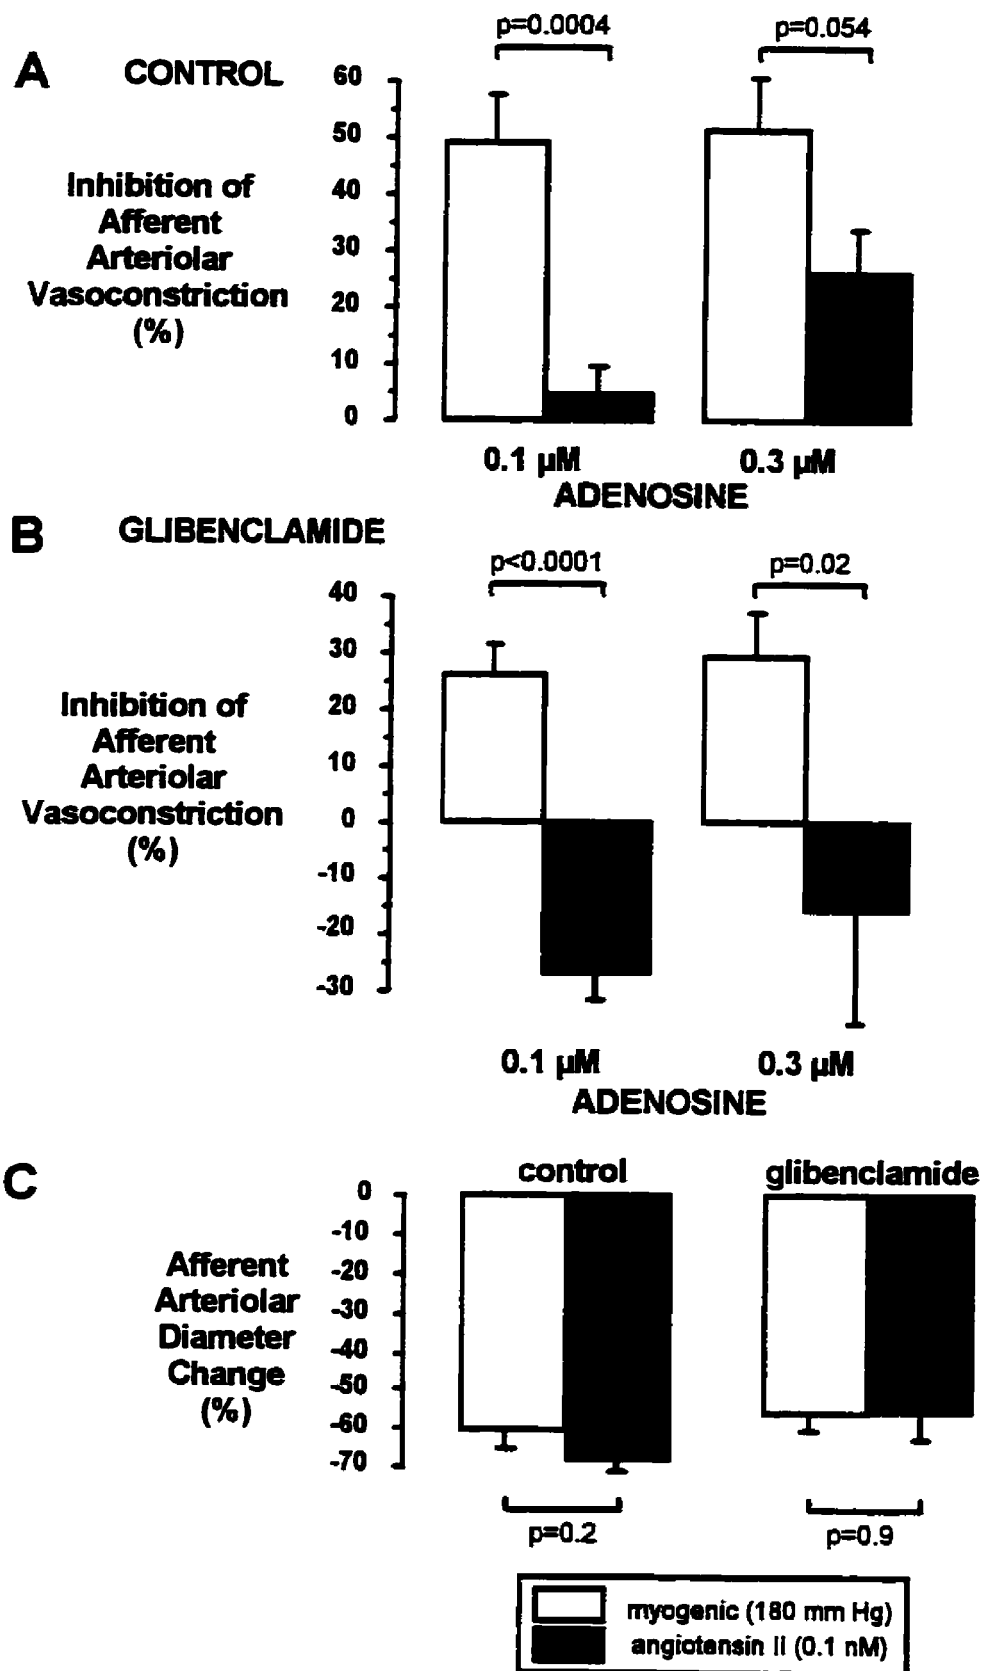 A CONTROL
p=0.0004
p=0.054
Inhibition of
Afferent
Arteriolar
Vasoconstriction
(%)
60
50
40
30
20
10
0
0.1 µM
0.3 µM
ADENOSINE
B GLIBENCLAMIDE
p<0.0001
p=0.02
Inhibition of
Afferent
Arteriolar
Vasoconstriction
(%)
40
30
20
10
0
-10
-20
-30
0.1 µM
0.3 µM
ADENOSINE
C
control
glibenclamide
Afferent
Arteriolar
Diameter
Change
(%)
0
-10
-20
-30
-40
-50
-60
-70
p=0.2
p=0.9
myogenic (180 mm Hg)
angiotensin II (0.1 nM)